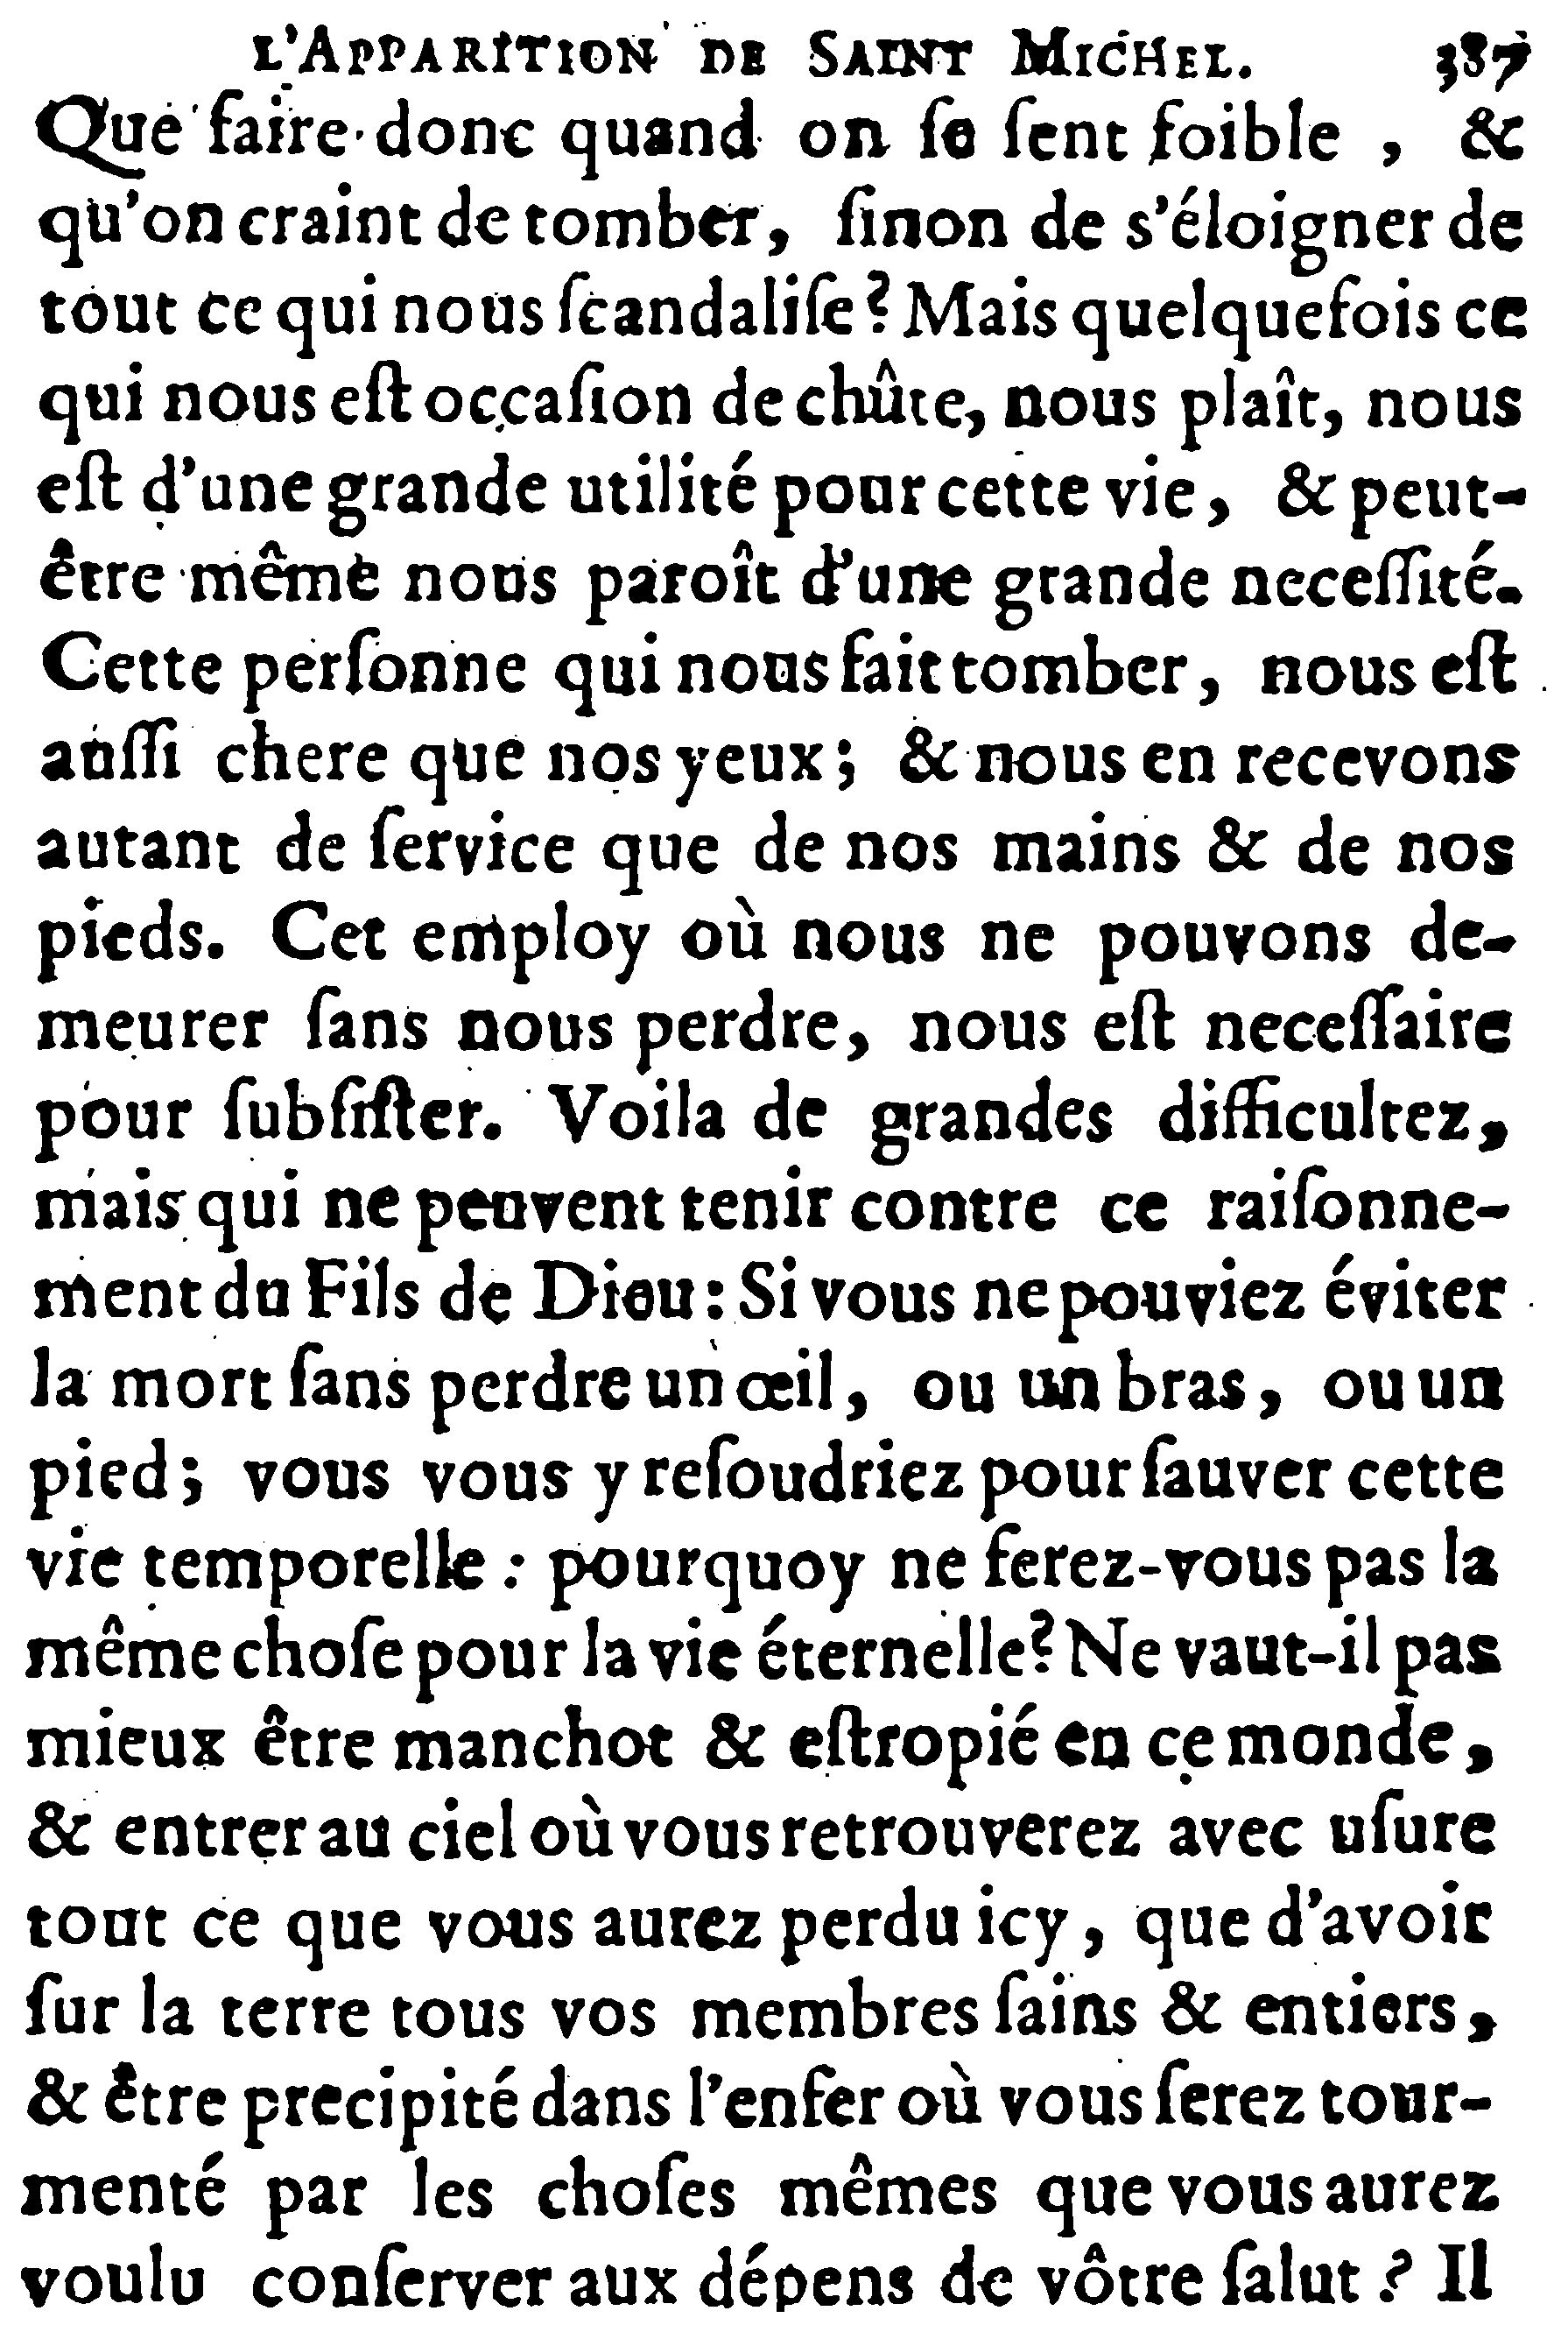 L'APPARITION DE SAINT MICHEL. 387
Que faire donc quand on ſe ſent foible, &
qu'on craint de tomber, ſinon de s'éloigner de
tout ce qui nous ſcandaliſe? Mais quelquefois ce
qui nous eſt occaſion de chûte, nous plaît, nous
eſt d'une grande utilité pour cette vie, & peut-
être même nous paroît d'une grande neceſſité.
Cette perſonne qui nous fait tomber, nous eſt
auſſi chere que nos yeux; & nous en recevons
autant de ſervice que de nos mains & de nos
pieds. Cet employ où nous ne pouvons de-
meurer ſans nous perdre, nous eſt neceſſaire
pour ſubſiſter. Voila de grandes difficultez,
mais qui ne peuvent tenir contre ce raiſonne-
ment du Fils de Dieu: Si vous ne pouviez éviter
la mort ſans perdre un œil, ou un bras, ou un
pied; vous vous y reſoudriez pour ſauver cette
vie temporelle: pourquoy ne ferez-vous pas la
même choſe pour la vie éternelle? Ne vaut-il pas
mieux être manchot & eſtropié en ce monde,
& entrer au ciel où vous retrouverez avec uſure
tout ce que vous aurez perdu icy, que d'avoir
ſur la terre tous vos membres ſains & entiers,
& être precipité dans l'enfer où vous ſerez tour-
menté par les choſes mêmes que vous aurez
voulu conſerver aux dépens de vôtre ſalut? Il